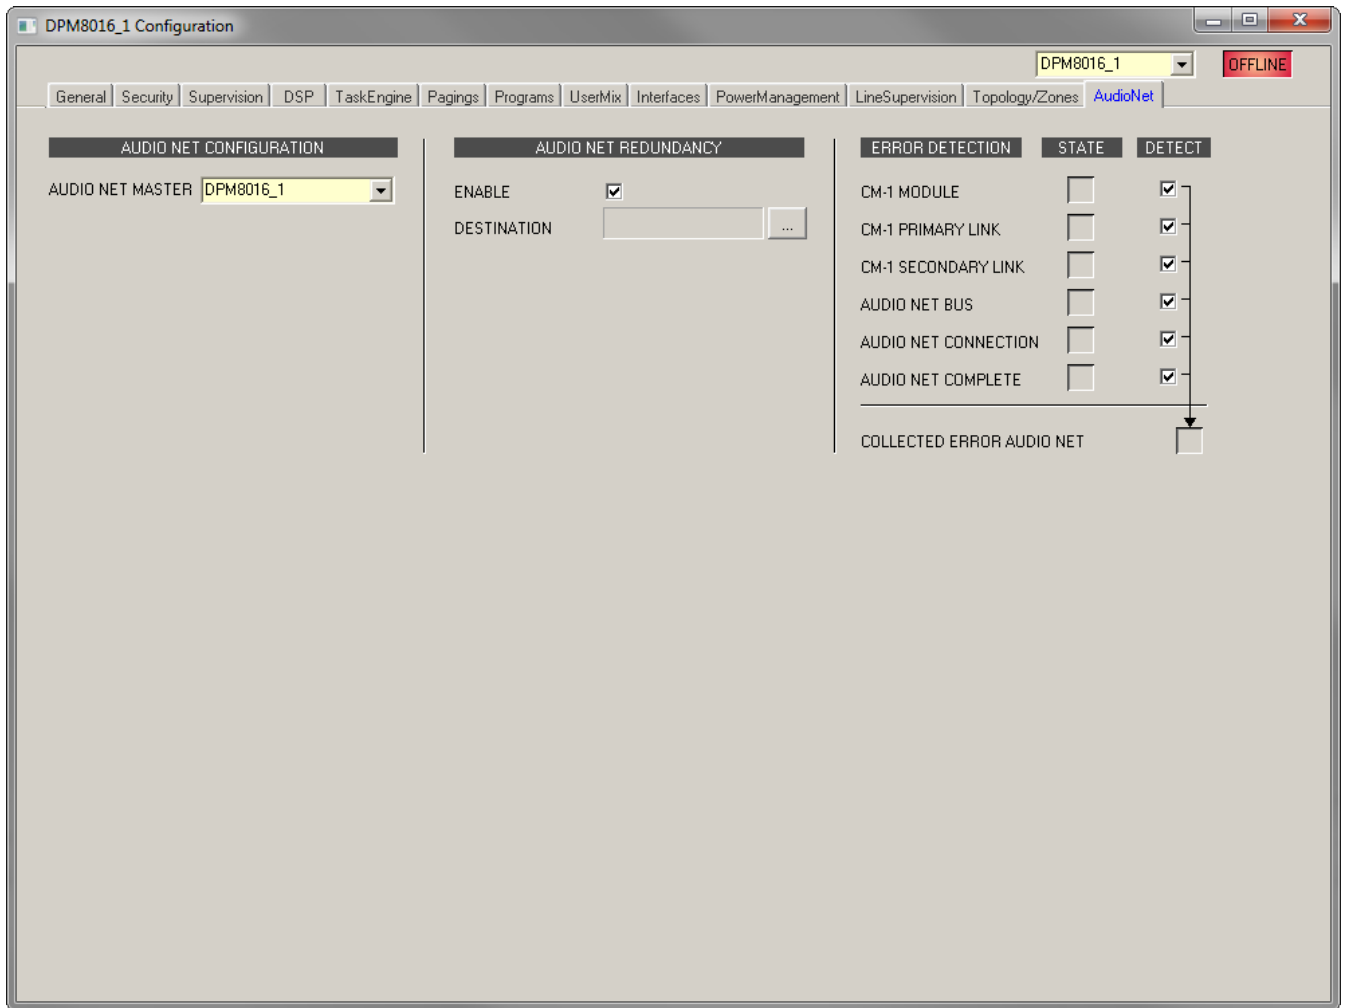 DPM8016_1 Configuration
DPM8016_1 OFFLINE
General Security Supervision DSP TaskEngine Pagings Programs UserMix Interfaces PowerManagement LineSupervision Topology/Zones AudioNet
AUDIO NET CONFIGURATION
AUDIO NET MASTER DPM8016_1
AUDIO NET REDUNDANCY
ENABLE
DESTINATION ...
ERROR DETECTION STATE DETECT
CM-1 MODULE
CM-1 PRIMARY LINK
CM-1 SECONDARY LINK
AUDIO NET BUS
AUDIO NET CONNECTION
AUDIO NET COMPLETE
COLLECTED ERROR AUDIO NET